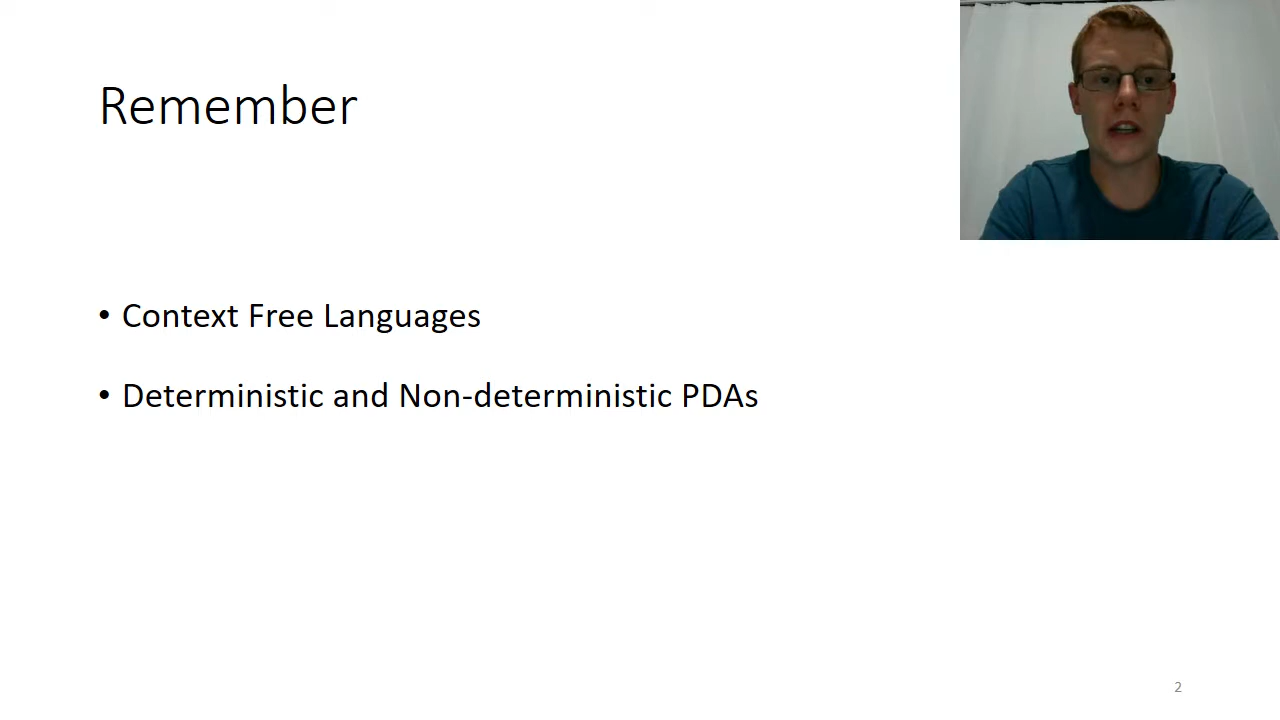 Remember
• Context Free Languages
• Deterministic and Non-deterministic PDAs
2